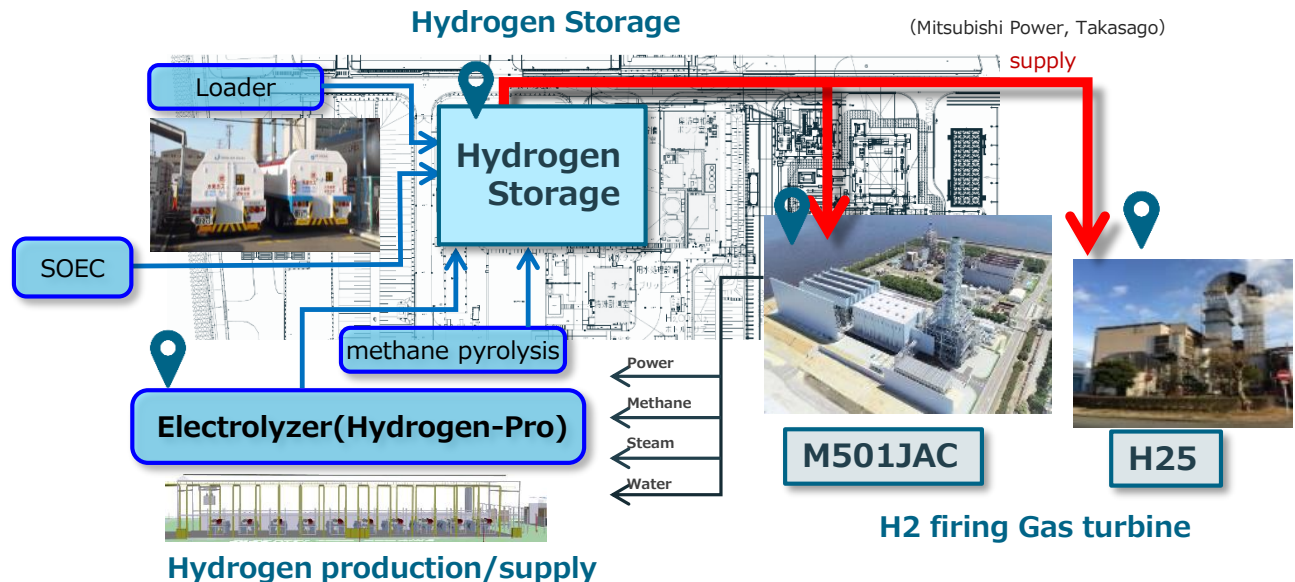 Hydrogen Storage
(Mitsubishi Power, Takasago)
supply
Loader
Hydrogen
Storage
SOEC
methane pyrolysis
Power
Methane
Steam
Water
Electrolyzer(Hydrogen-Pro)
M501JAC
H25
H2 firing Gas turbine
Hydrogen production/supply